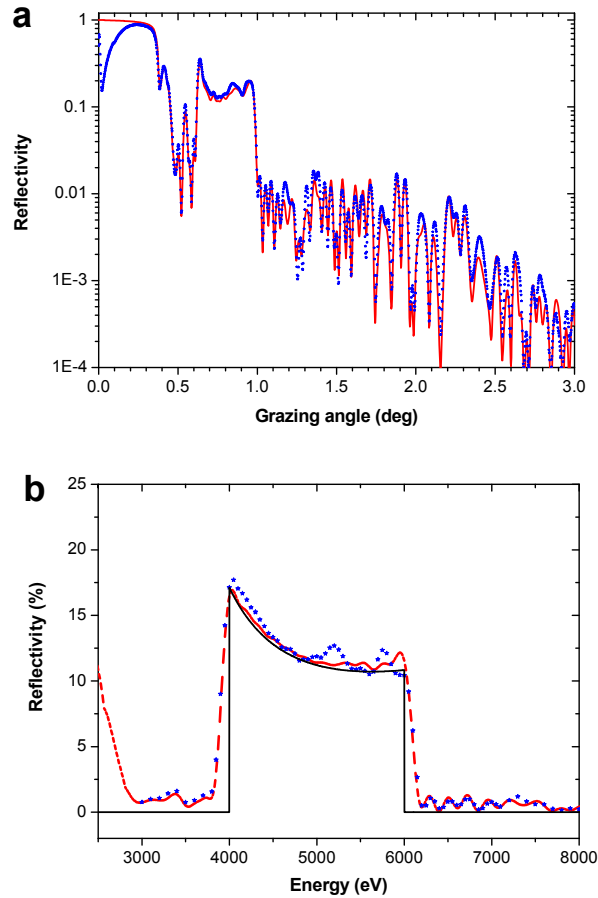 a
1
0.1
0.01
1E-3
1E-4
Reflectivity
0.0 0.5 1.0 1.5 2.0 2.5 3.0
Grazing angle (deg)
b
25
20
15
10
5
0
Reflectivity (%)
3000 4000 5000 6000 7000 8000
Energy (eV)